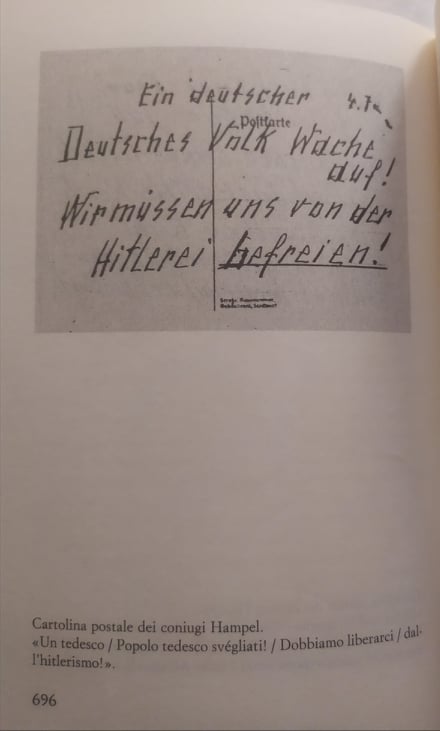 Ein deutscher
Deutsches Volk Wache
Postkarte
auf!
Wir müssen uns von der
Hitlerei befreien!
Cartolina postale dei coniugi Hampel.
«Un tedesco / Popolo tedesco svégliati! / Dobbiamo liberarci / dal-
l'hitlerismo!».
696